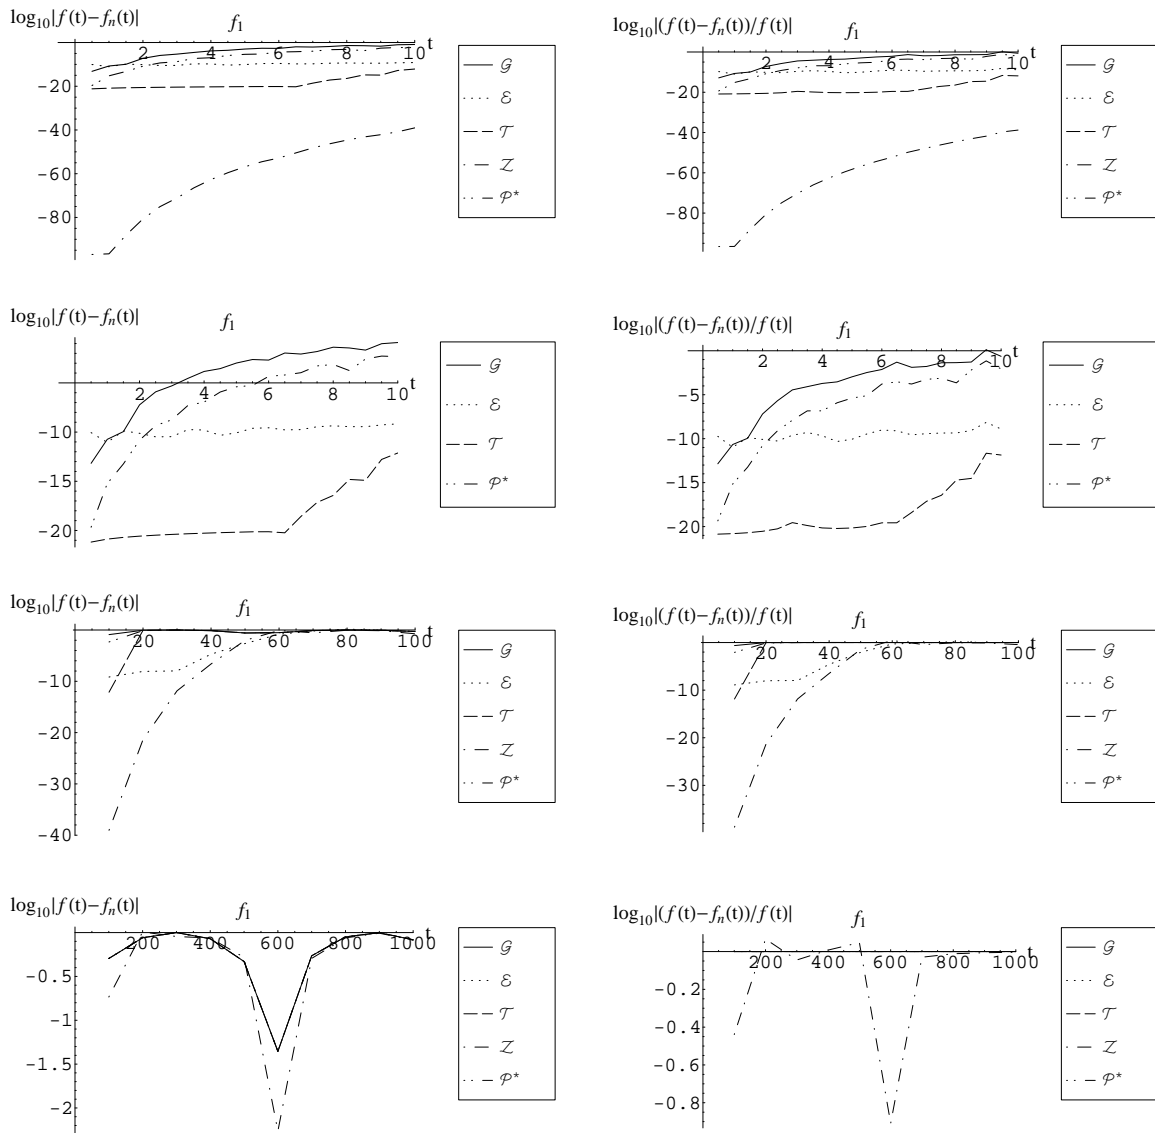 log10|f(t)−fn(t)|
f1
t
2 4 6 8 10
-20
-40
-60
-80
𝒢
ℰ
𝒯
𝒵
𝒫*
log10|(f(t)−fn(t))/f(t)|
f1
t
2 4 6 8 10
-20
-40
-60
-80
𝒢
ℰ
𝒯
𝒵
𝒫*
log10|f(t)−fn(t)|
f1
t
2 4 6 8 10
-10
-15
-20
𝒢
ℰ
𝒯
𝒫*
log10|(f(t)−fn(t))/f(t)|
f1
t
2 4 6 8 10
-5
-10
-15
-20
𝒢
ℰ
𝒯
𝒫*
log10|f(t)−fn(t)|
f1
t
20 40 60 80 100
-10
-20
-30
-40
𝒢
ℰ
𝒯
𝒵
𝒫*
log10|(f(t)−fn(t))/f(t)|
f1
t
20 40 60 80 100
-10
-20
-30
𝒢
ℰ
𝒯
𝒵
𝒫*
log10|f(t)−fn(t)|
f1
t
200 400 600 800 1000
-0.5
-1
-1.5
-2
𝒢
ℰ
𝒯
𝒵
𝒫*
log10|(f(t)−fn(t))/f(t)|
f1
t
200 400 600 800 1000
-0.2
-0.4
-0.6
-0.8
𝒢
ℰ
𝒯
𝒵
𝒫*